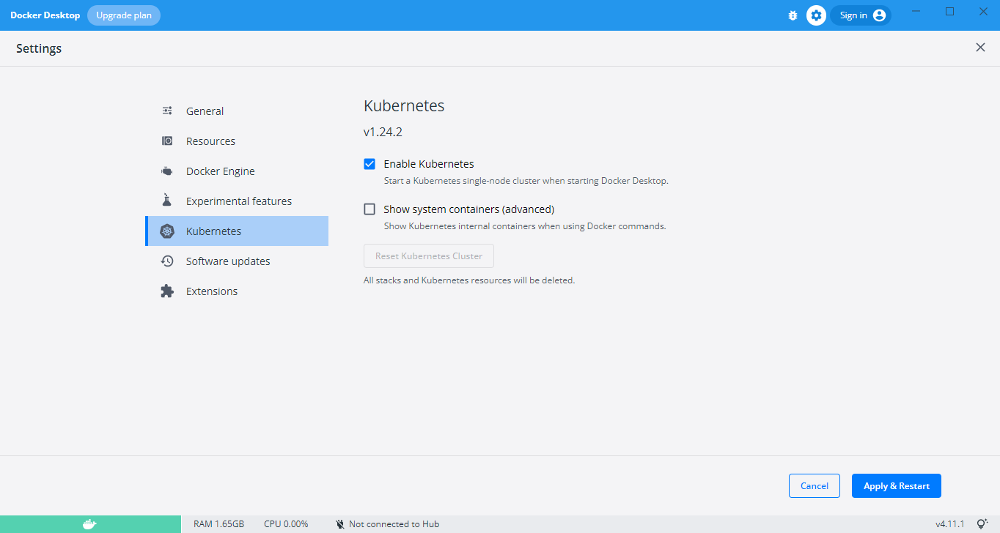 Docker Desktop
Upgrade plan
Sign in
Settings
General
Resources
Docker Engine
Experimental features
Kubernetes
Software updates
Extensions
Kubernetes
v1.24.2
Enable Kubernetes
Start a Kubernetes single-node cluster when starting Docker Desktop.
Show system containers (advanced)
Show Kubernetes internal containers when using Docker commands.
Reset Kubernetes Cluster
All stacks and Kubernetes resources will be deleted.
Cancel
Apply & Restart
RAM 1.65GB
CPU 0.00%
Not connected to Hub
v4.11.1